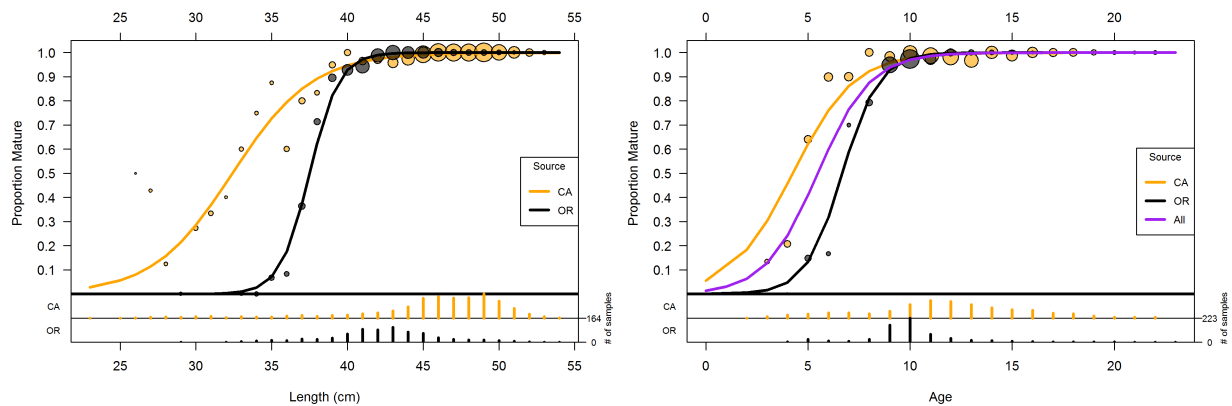 25 30 35 40 45 50 55
Proportion Mature
1.0
0.9
0.8
0.7
0.6
0.5
0.4
0.3
0.2
0.1
Source
CA
OR
CA
OR
164
0
# of samples
25 30 35 40 45 50 55
Length (cm)
0 5 10 15 20
Proportion Mature
1.0
0.9
0.8
0.7
0.6
0.5
0.4
0.3
0.2
0.1
Source
CA
OR
All
CA
OR
223
0
# of samples
0 5 10 15 20
Age